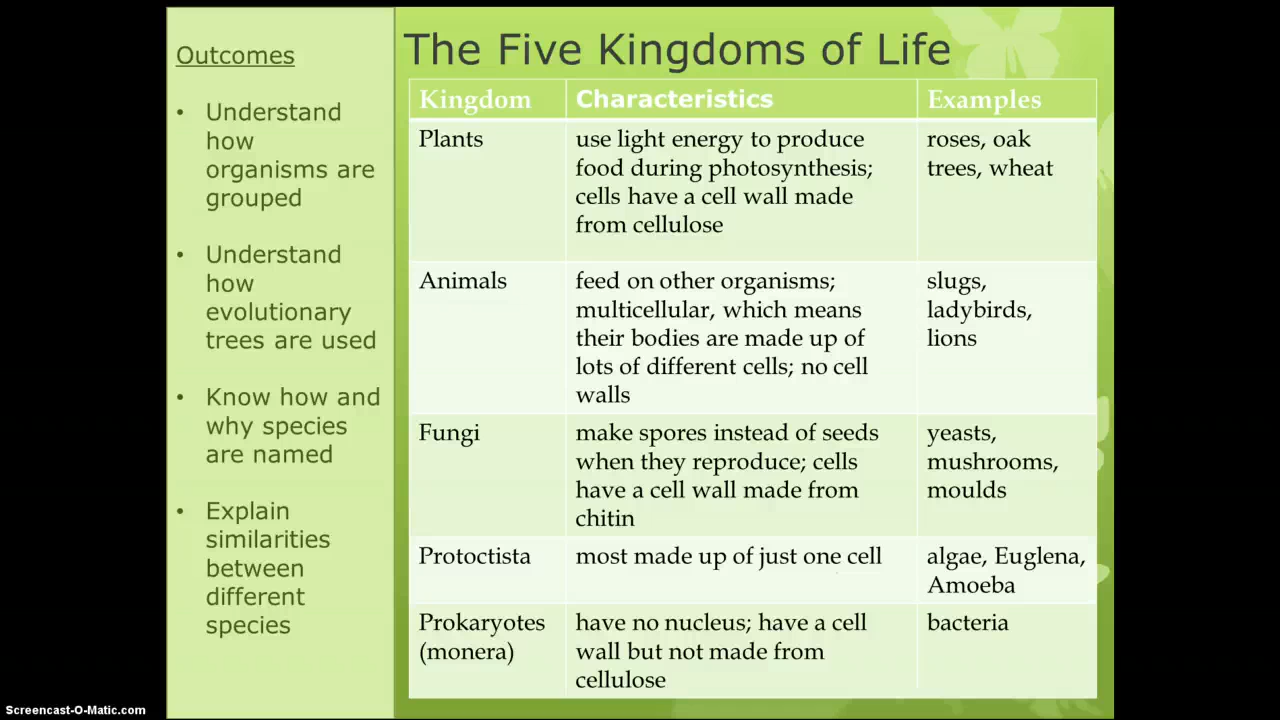 Outcomes
• Understand
how
organisms are
grouped
• Understand
how
evolutionary
trees are used
• Know how and
why species
are named
• Explain
similarities
between
different
species
The Five Kingdoms of Life
Kingdom Characteristics Examples
Plants use light energy to produce roses, oak
food during photosynthesis; trees, wheat
cells have a cell wall made
from cellulose
Animals feed on other organisms; slugs,
multicellular, which means ladybirds,
their bodies are made up of lions
lots of different cells; no cell
walls
Fungi make spores instead of seeds yeasts,
when they reproduce; cells mushrooms,
have a cell wall made from moulds
chitin
Protoctista most made up of just one cell algae, Euglena,
Amoeba
Prokaryotes have no nucleus; have a cell bacteria
(monera) wall but not made from
cellulose
Screencast-O-Matic.com